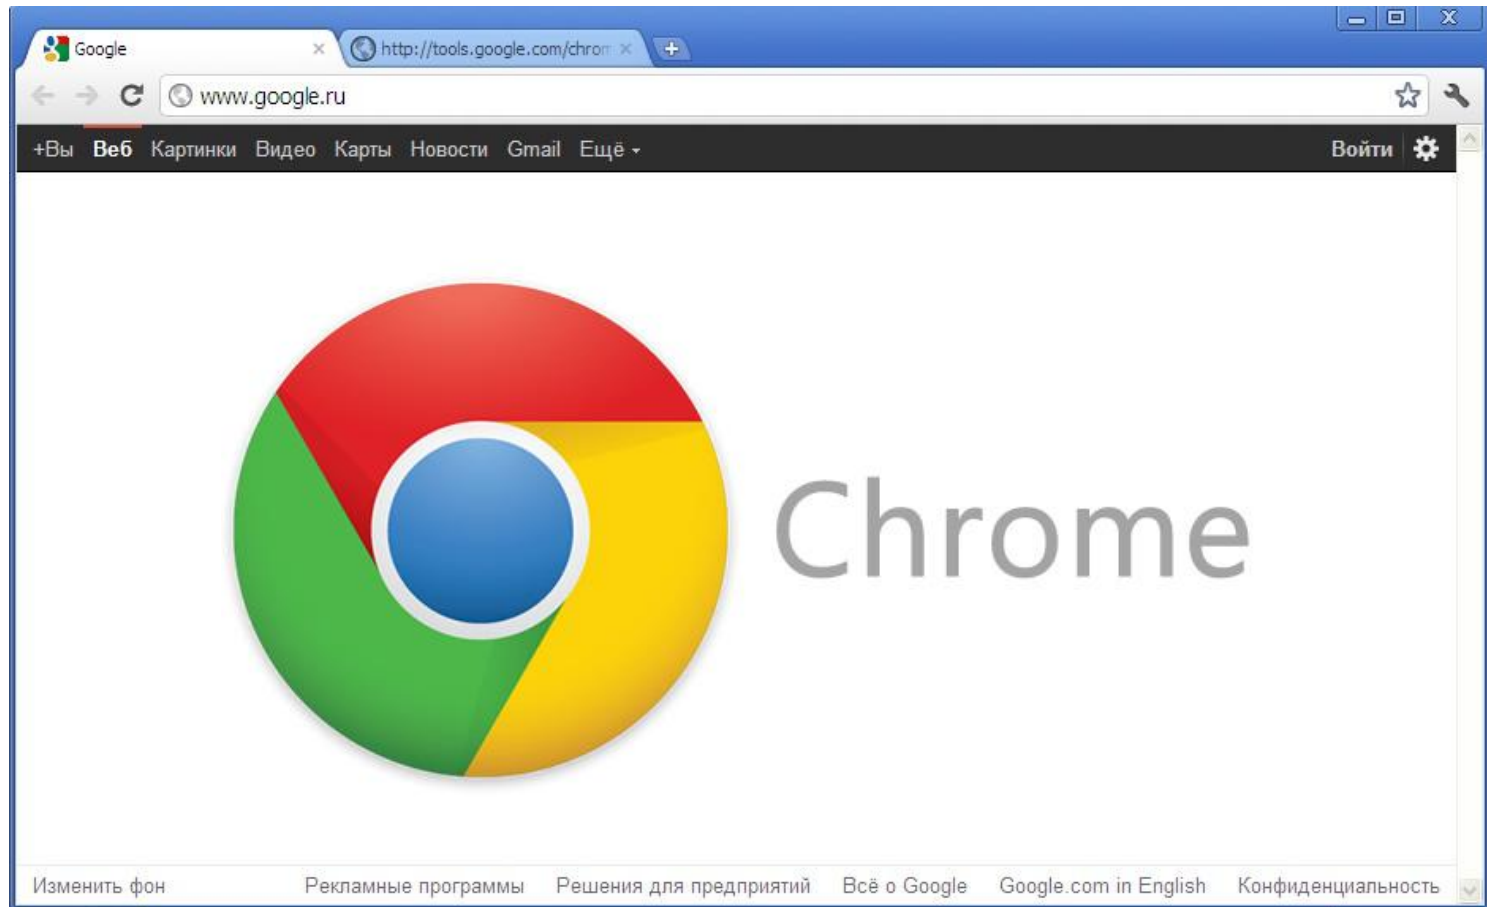 Google http://tools.google.com/chrom
www.google.ru
+Вы Веб Картинки Видео Карты Новости Gmail Ещё Войти
Chrome
Изменить фон Рекламные программы Решения для предприятий Всё о Google Google.com in English Конфиденциальность